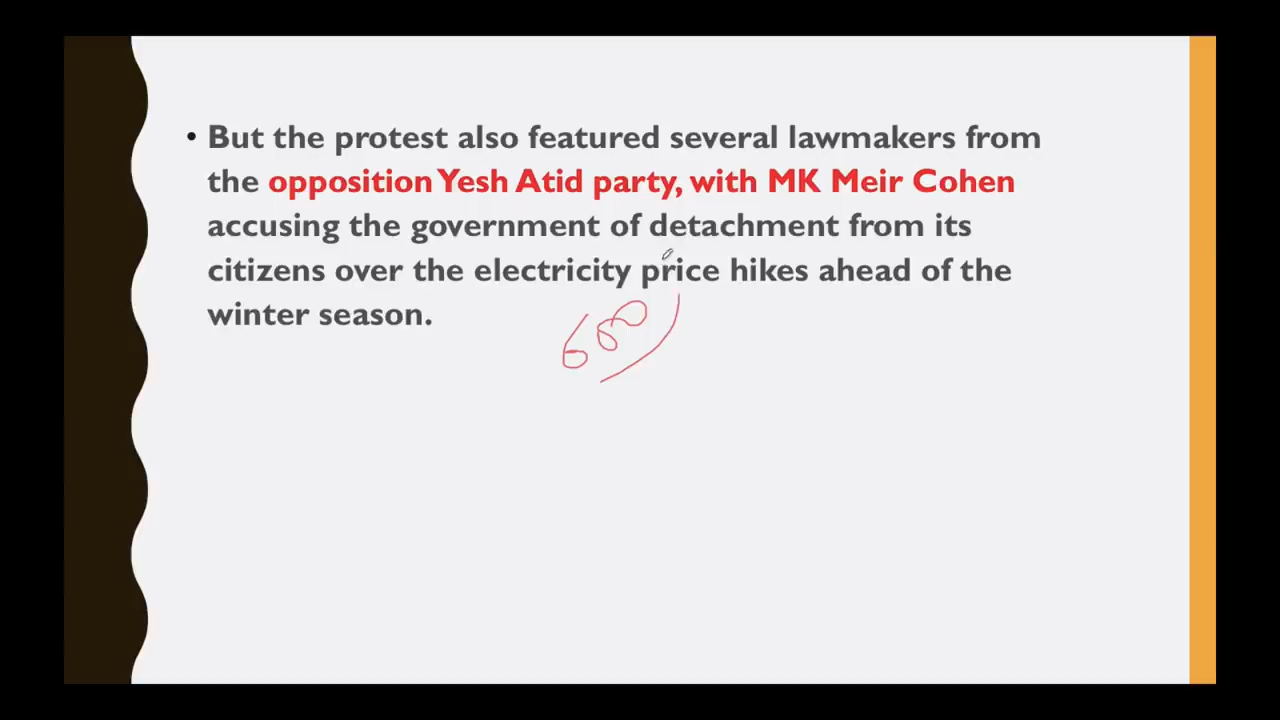 • But the protest also featured several lawmakers from
the opposition Yesh Atid party, with MK Meir Cohen
accusing the government of detachment from its
citizens over the electricity price hikes ahead of the
winter season.